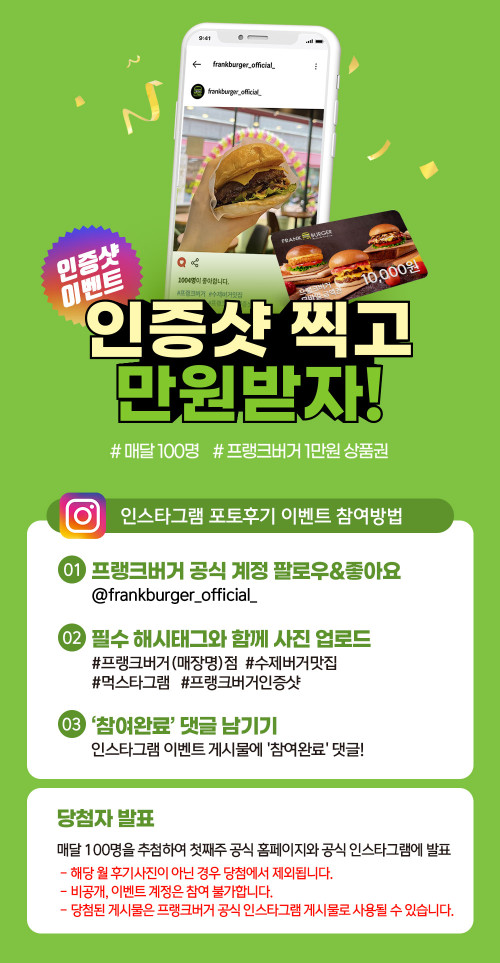 9:41
frankburger_official_
frankburger_official_
FRANK BURGER
10,000원
1004명이 좋아합니다.
#프랭크버거 #수제버거맛집
인증샷
이벤트
인증샷 찍고
만원받자!
# 매달 100명 # 프랭크버거 1만원 상품권
인스타그램 포토후기 이벤트 참여방법
01 프랭크버거 공식 계정 팔로우&좋아요
@frankburger_official_
02 필수 해시태그와 함께 사진 업로드
#프랭크버거(매장명)점 #수제버거맛집
#먹스타그램 #프랭크버거인증샷
03 ‘참여완료’ 댓글 남기기
인스타그램 이벤트 게시물에 '참여완료' 댓글!
당첨자 발표
매달 100명을 추첨하여 첫째주 공식 홈페이지와 공식 인스타그램에 발표
- 해당 월 후기사진이 아닌 경우 당첨에서 제외됩니다.
- 비공개, 이벤트 계정은 참여 불가합니다.
- 당첨된 게시물은 프랭크버거 공식 인스타그램 게시물로 사용될 수 있습니다.